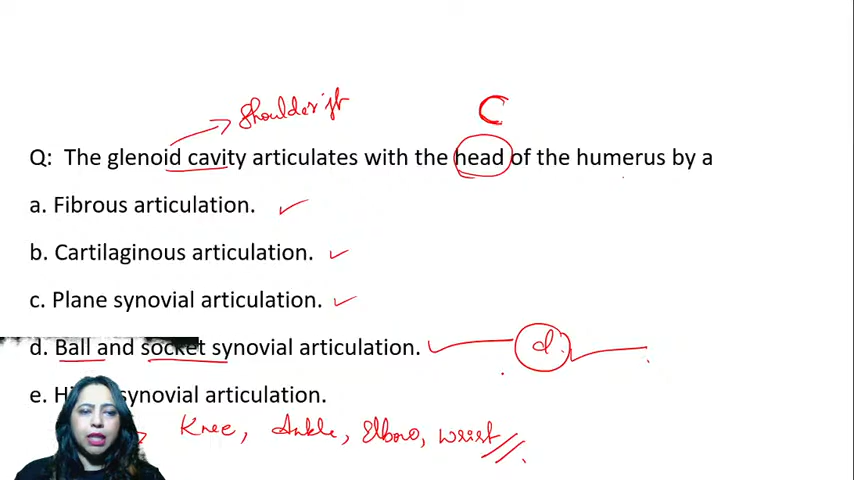 Shoulder jt
C
Q: The glenoid cavity articulates with the head of the humerus by a
a. Fibrous articulation.
b. Cartilaginous articulation.
c. Plane synovial articulation.
d. Ball and socket synovial articulation.
d.
e. synovial articulation.
Knee, Ankle, Elbow, wrist